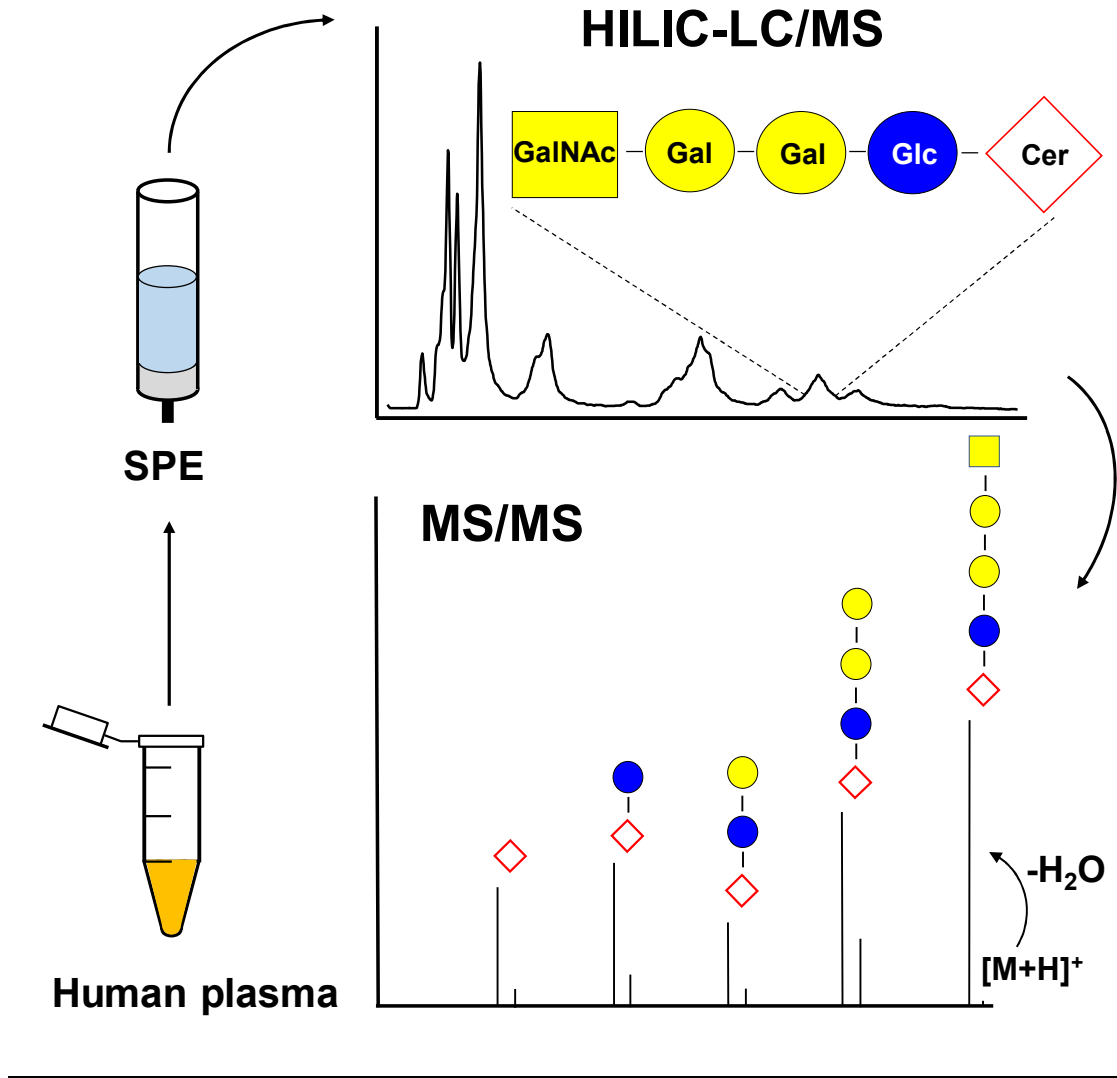 HILIC-LC/MS
GalNAc
Gal
Gal
Glc
Cer
SPE
MS/MS
-H₂O
[M+H]⁺
Human plasma